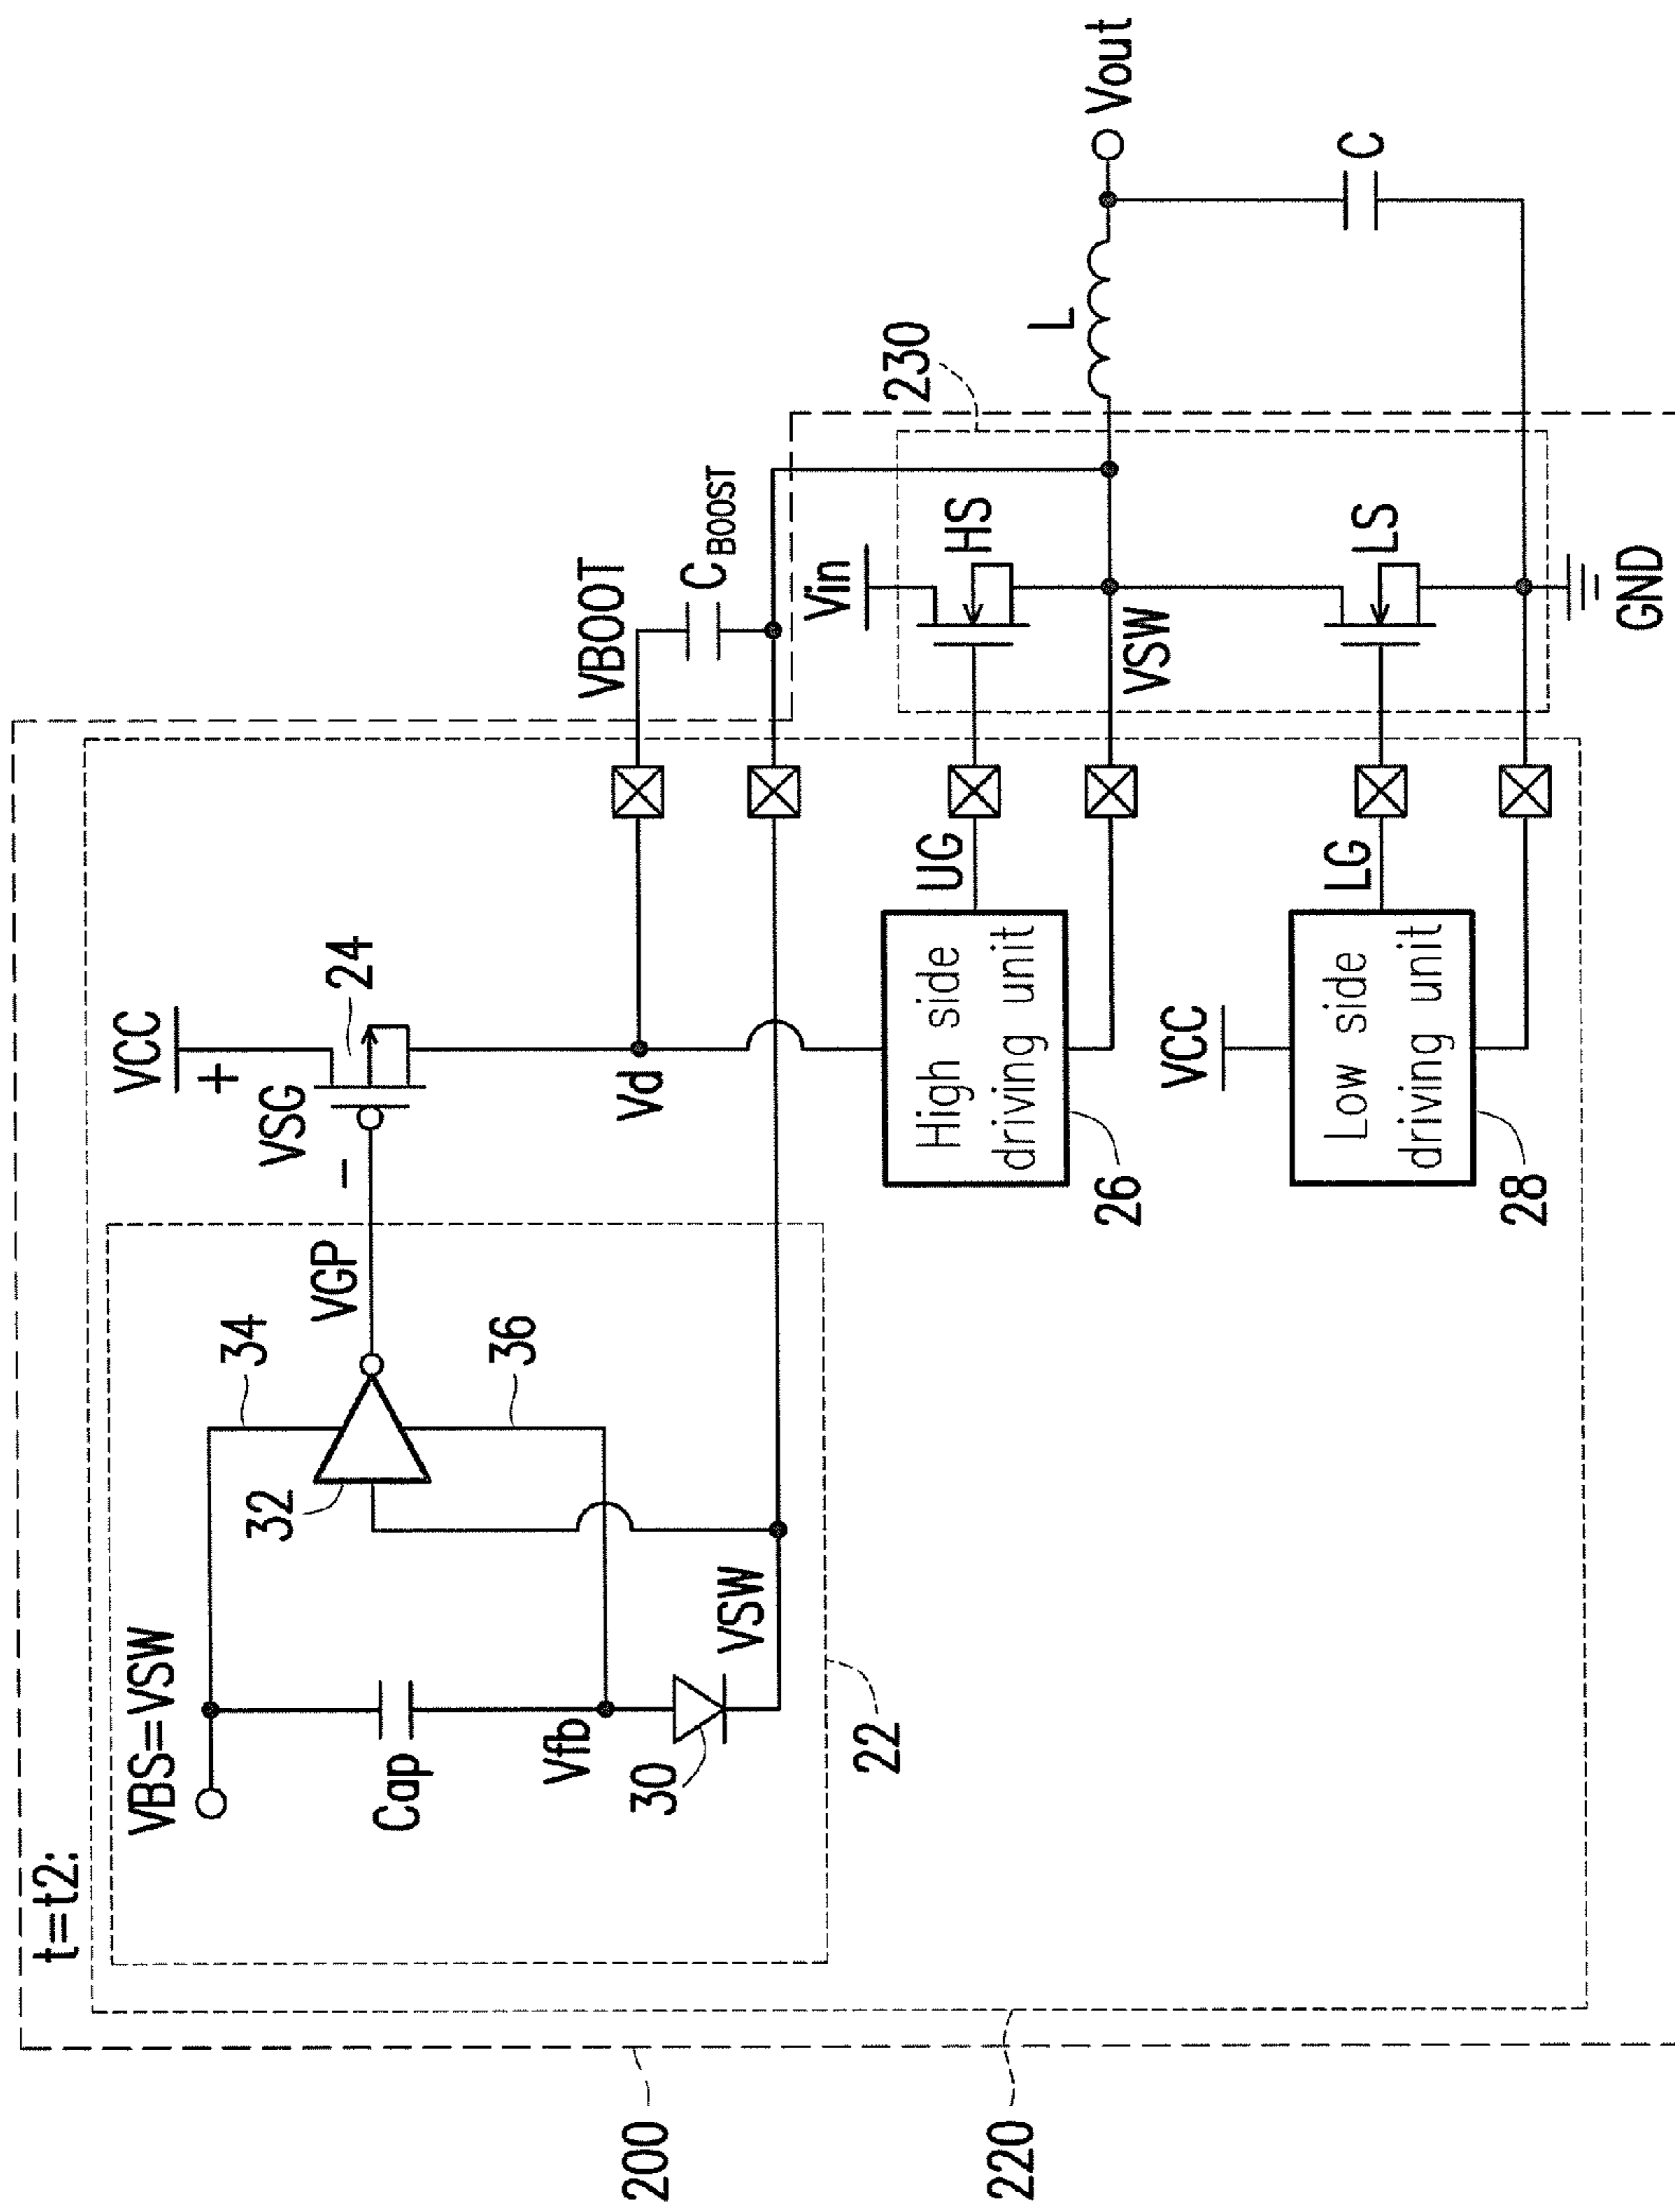 t=t2:
VBS=VSW
Cap
Vfb
30
VSW
22
32
34
36
VGP
VCC
+
VSG
-
24
Vd
VBOOT
CBOOST
High side
driving unit
26
UG
Vin
HS
230
VSW
L
Vout
C
VCC
Low side
driving unit
28
LG
LS
GND
200
220